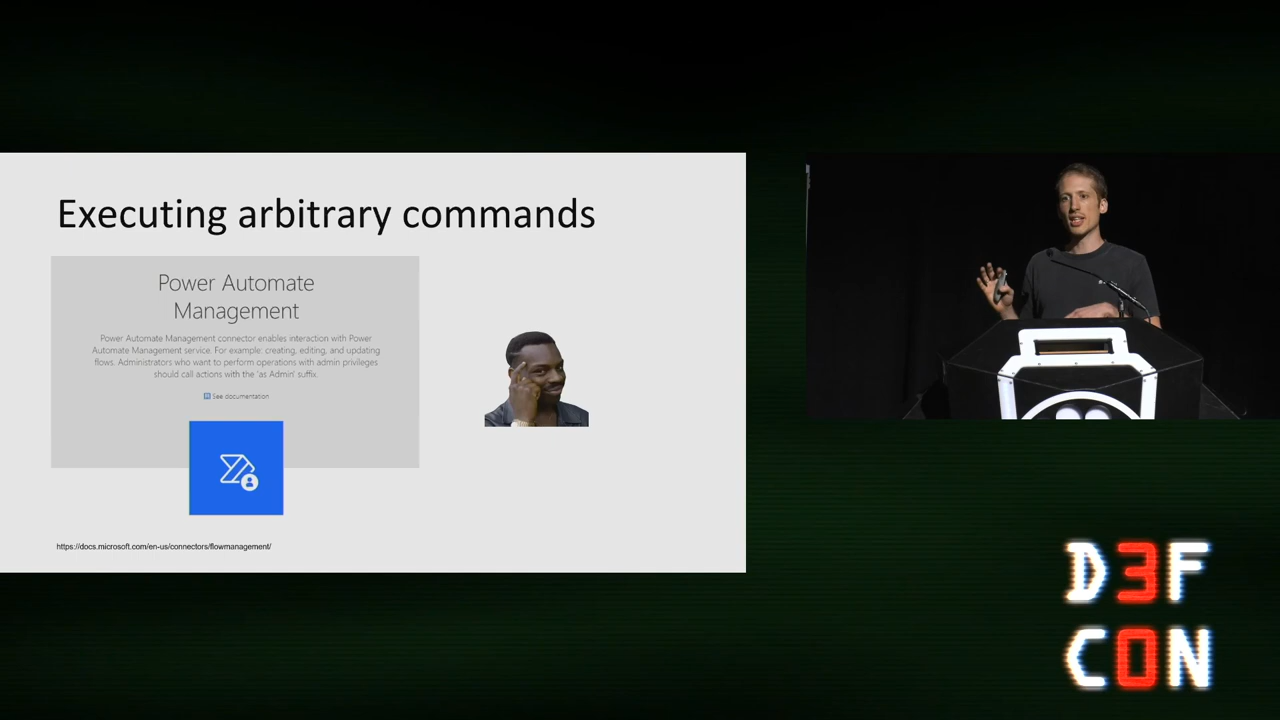 Executing arbitrary commands
Power Automate
Management
Power Automate Management connector enables interaction with Power
Automate Management service. For example: creating, editing, and updating
flows. Administrators who want to perform operations with admin privileges
should call actions with the 'as Admin' suffix.
See documentation
https://docs.microsoft.com/en-us/connectors/flowmanagement/
D3F
C0N